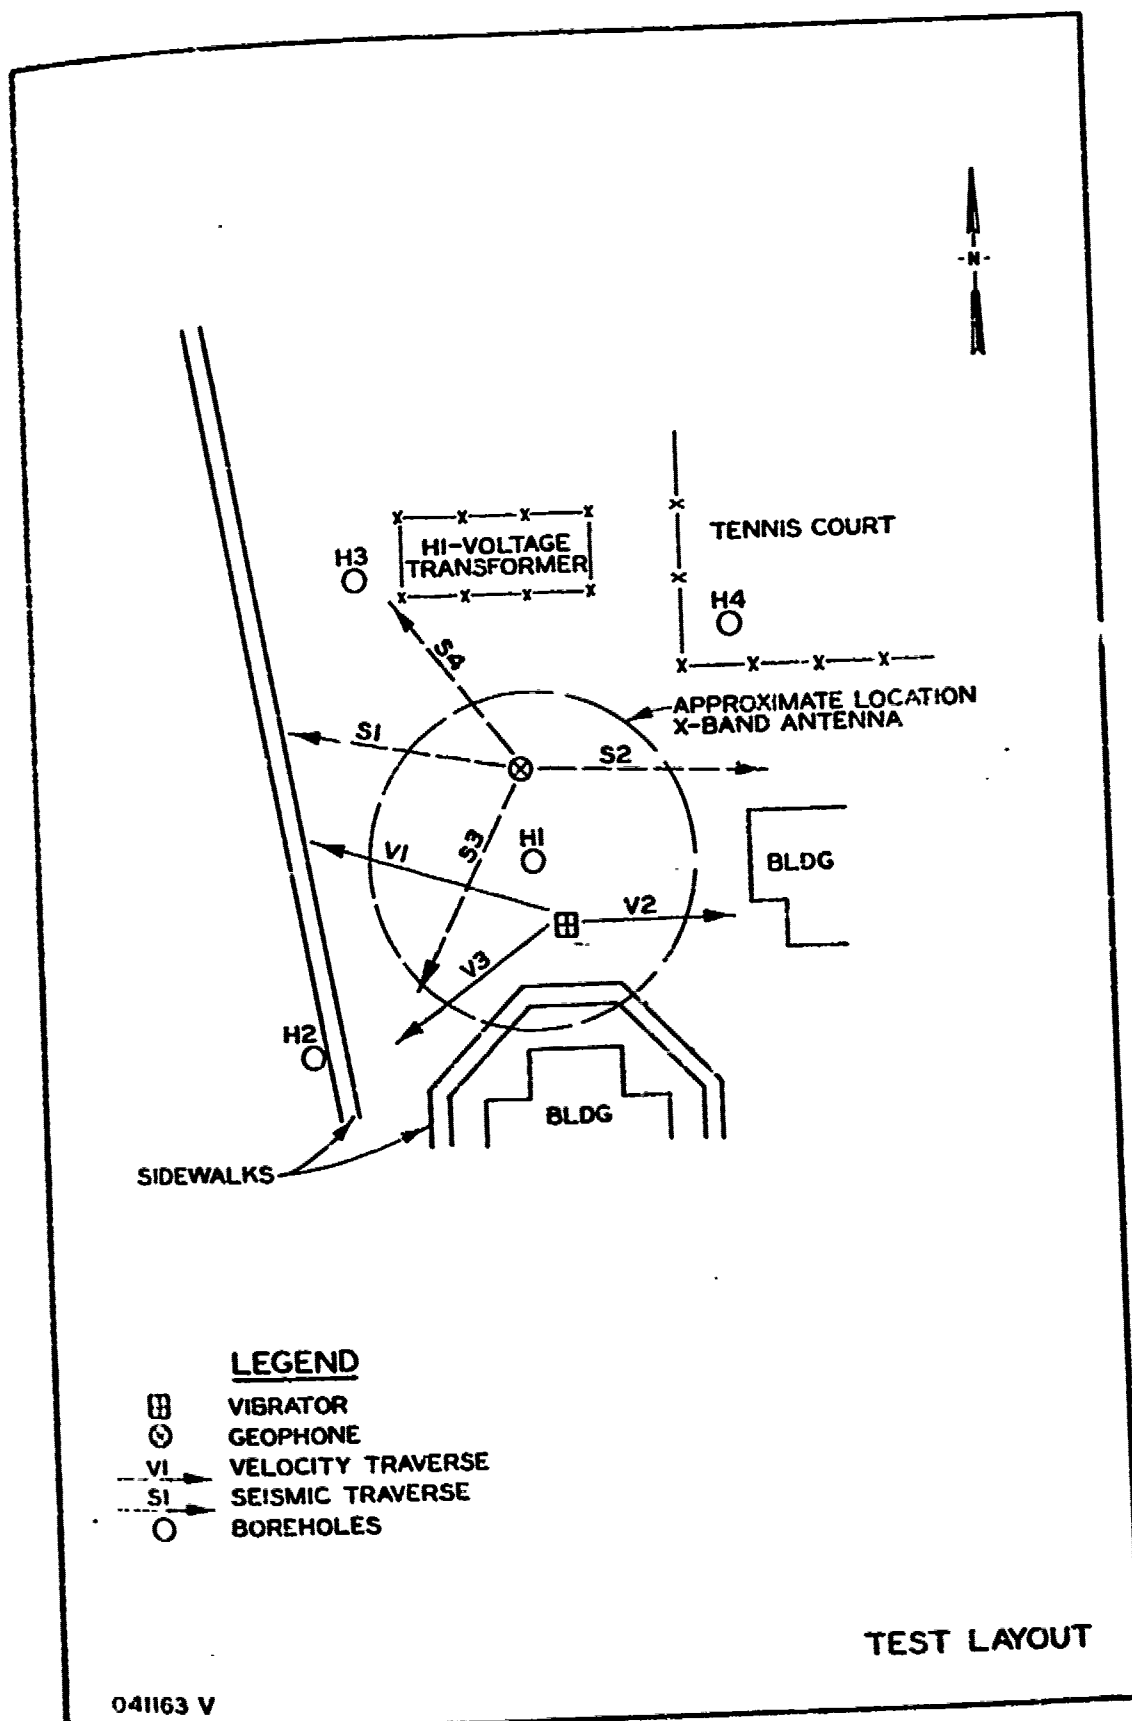 -N-
TENNIS COURT
HI-VOLTAGE
TRANSFORMER
H3
H4
S4
APPROXIMATE LOCATION
X-BAND ANTENNA
S1
S2
S3
H1
V1
BLDG
V2
V3
H2
BLDG
SIDEWALKS
LEGEND
VIBRATOR
GEOPHONE
V1 VELOCITY TRAVERSE
S1 SEISMIC TRAVERSE
BOREHOLES
TEST LAYOUT
041163 V